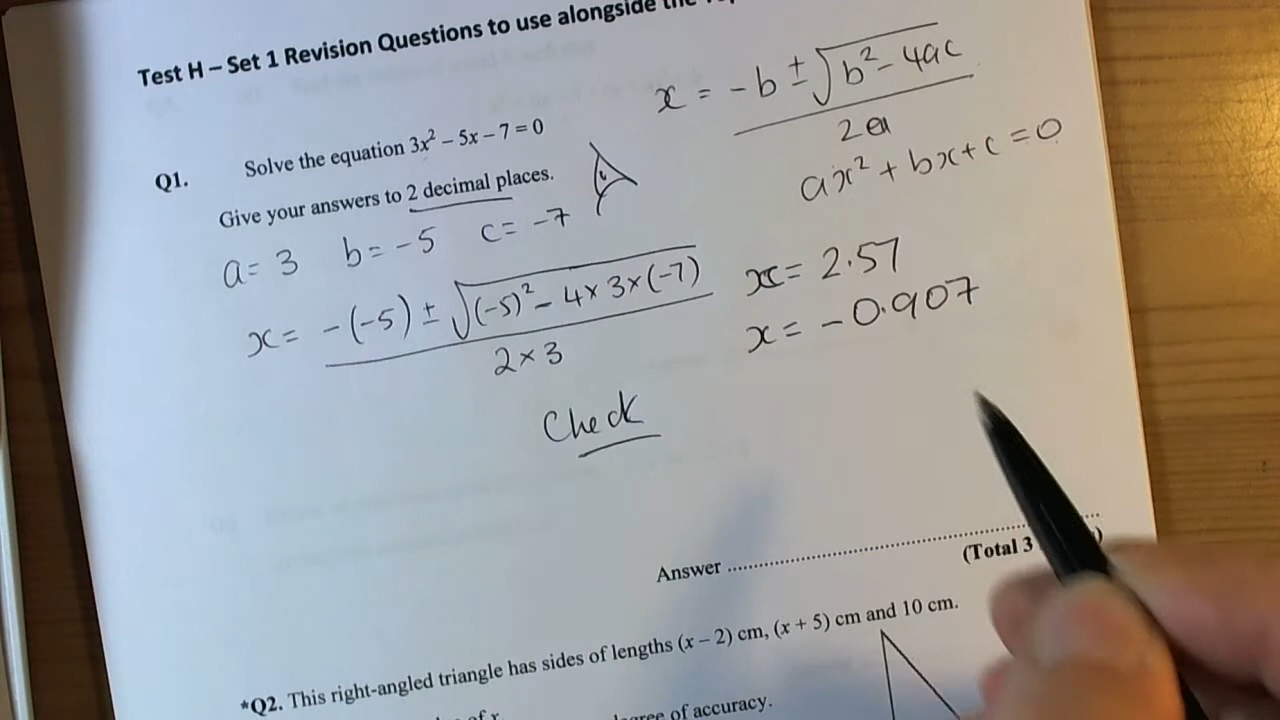 Test H – Set 1 Revision Questions to use alongside the
x = -b ± √b² - 4ac
2a
Q1. Solve the equation 3x² – 5x – 7 = 0
ax² + bx + c = 0
Give your answers to 2 decimal places.
a = 3 b = -5 c = -7
x = -(-5) ± √(-5)² - 4 × 3 × (-7)
2 × 3
x = 2.57
x = -0.907
Check
Answer ........................................
(Total 3
*Q2. This right-angled triangle has sides of lengths (x – 2) cm, (x + 5) cm and 10 cm.
of x
degree of accuracy.